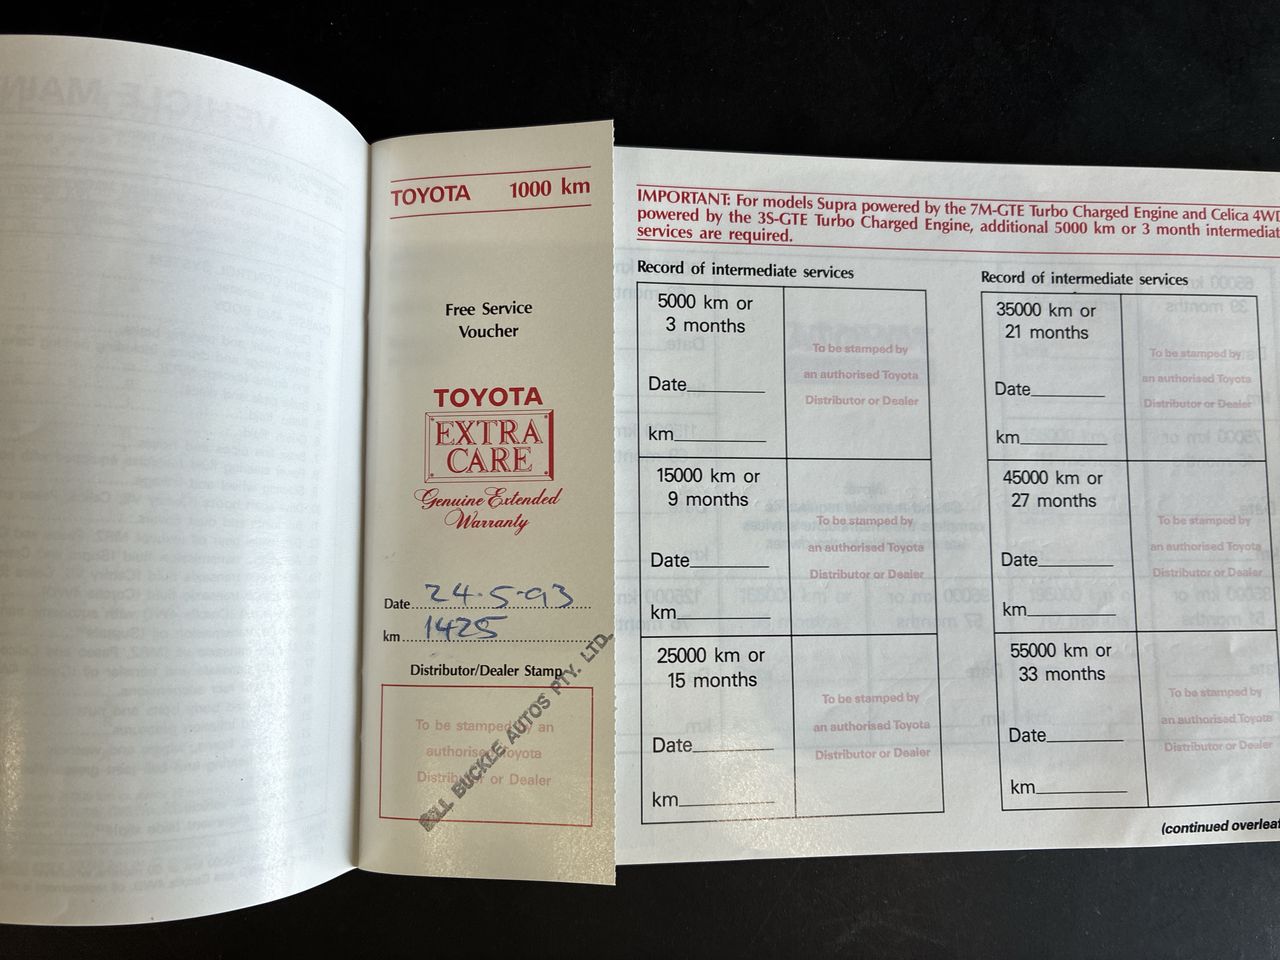 TOYOTA 1000 km
Free Service
Voucher
TOYOTA
EXTRA
CARE
Genuine Extended
Warranty
Date 24.5.93
km 1425
Distributor/Dealer Stamp
To be stamped by an
authorised Toyota
Distributor or Dealer
BILL BUCKLE AUTOS PTY. LTD.
IMPORTANT: For models Supra powered by the 7M-GTE Turbo Charged Engine and Celica 4WD
powered by the 3S-GTE Turbo Charged Engine, additional 5000 km or 3 month intermediat
services are required.
Record of intermediate services
5000 km or
3 months
Date
km
To be stamped by
an authorised Toyota
Distributor or Dealer
15000 km or
9 months
Date
km
To be stamped by
an authorised Toyota
Distributor or Dealer
25000 km or
15 months
Date
km
To be stamped by
an authorised Toyota
Distributor or Dealer
Record of intermediate services
35000 km or
21 months
Date
km
To be stamped by
an authorised Toyota
Distributor or Dealer
45000 km or
27 months
Date
km
To be stamped by
an authorised Toyota
Distributor or Dealer
55000 km or
33 months
Date
km
To be stamped by
an authorised Toyota
Distributor or Dealer
(continued overleaf